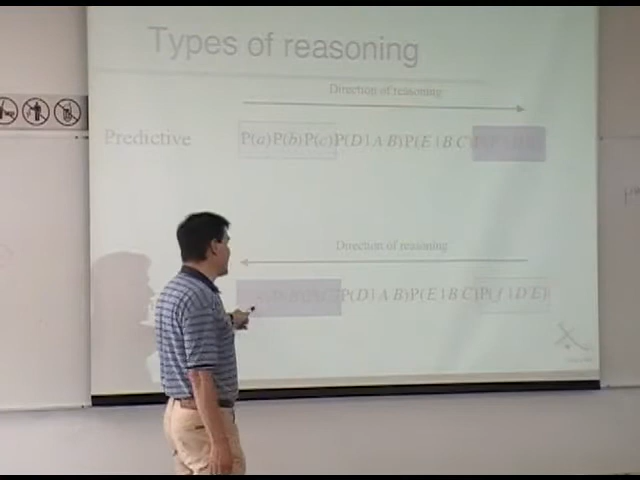 Types of reasoning
Direction of reasoning
Predictive P(a)P(b)P(c)P(D | A B)P(E | B C)
Direction of reasoning
P(D | A B)P(E | B C)P(f | D E)